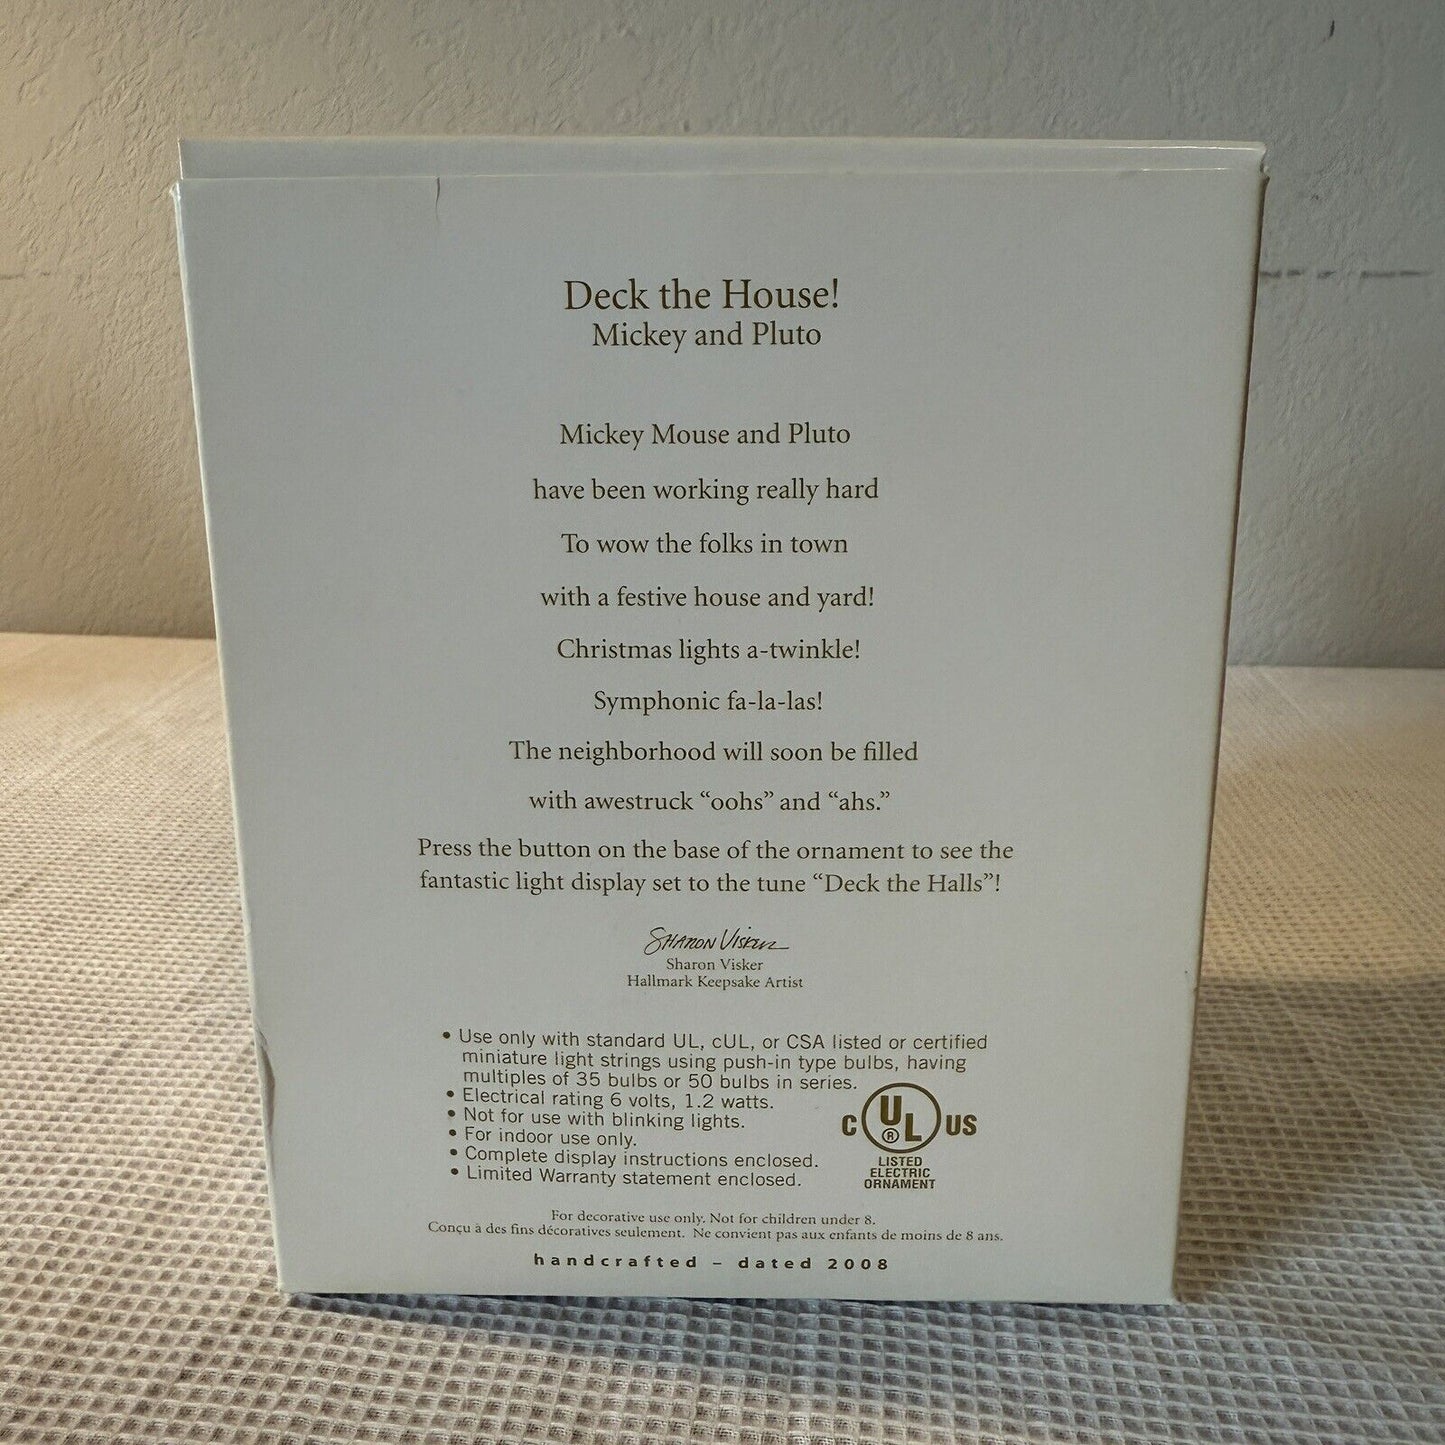 Deck the House!
Mickey and Pluto
Mickey Mouse and Pluto
have been working really hard
To wow the folks in town
with a festive house and yard!
Christmas lights a-twinkle!
Symphonic fa-la-las!
The neighborhood will soon be filled
with awestruck “oohs” and “ahs.”
Press the button on the base of the ornament to see the
fantastic light display set to the tune “Deck the Halls”!
Sharon Visker
Sharon Visker
Hallmark Keepsake Artist
• Use only with standard UL, cUL, or CSA listed or certified
miniature light strings using push-in type bulbs, having
multiples of 35 bulbs or 50 bulbs in series.
• Electrical rating 6 volts, 1.2 watts.
• Not for use with blinking lights.
• For indoor use only.
• Complete display instructions enclosed.
• Limited Warranty statement enclosed.
C UL® US
LISTED
ELECTRIC
ORNAMENT
For decorative use only. Not for children under 8.
Conçu à des fins décoratives seulement. Ne convient pas aux enfants de moins de 8 ans.
handcrafted – dated 2008